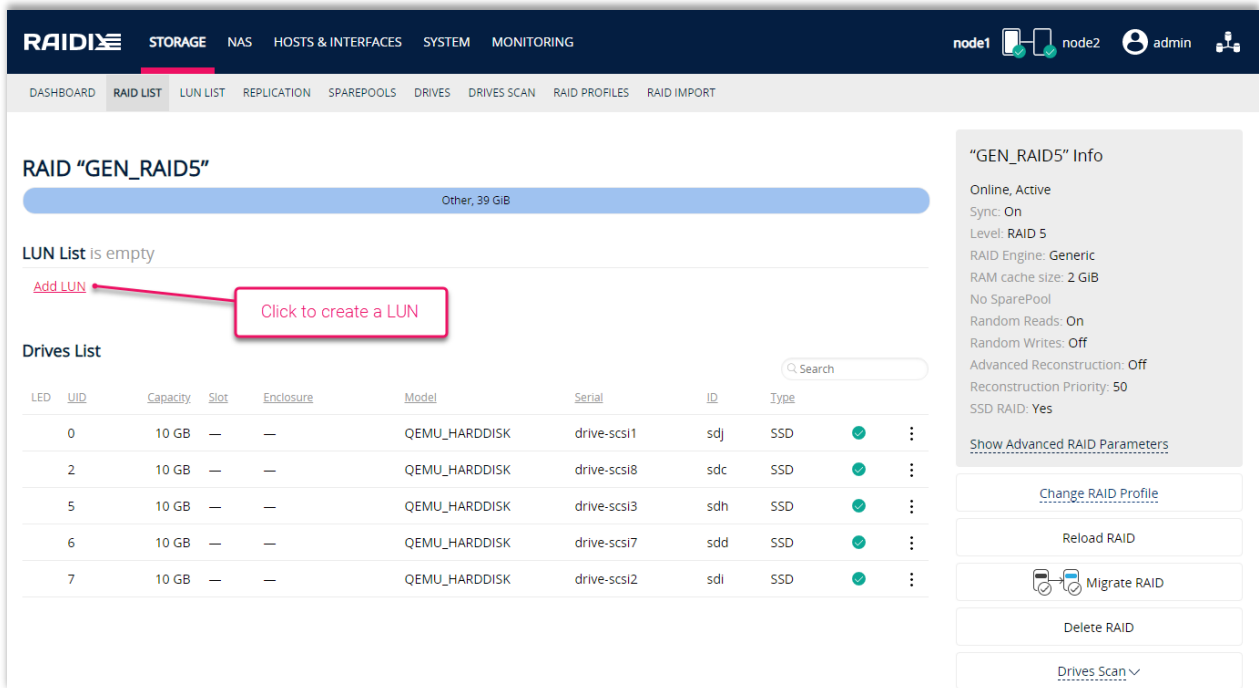 RAIDIX STORAGE NAS HOSTS & INTERFACES SYSTEM MONITORING node1 node2 admin
DASHBOARD RAID LIST LUN LIST REPLICATION SPAREPOOLS DRIVES DRIVES SCAN RAID PROFILES RAID IMPORT
RAID “GEN_RAID5”
Other, 39 GiB
LUN List is empty
Add LUN
Click to create a LUN
Drives List
Search
LED UID Capacity Slot Enclosure Model Serial ID Type
0 10 GB — — QEMU_HARDDISK drive-scsi1 sdj SSD
2 10 GB — — QEMU_HARDDISK drive-scsi8 sdc SSD
5 10 GB — — QEMU_HARDDISK drive-scsi3 sdh SSD
6 10 GB — — QEMU_HARDDISK drive-scsi7 sdd SSD
7 10 GB — — QEMU_HARDDISK drive-scsi2 sdi SSD
“GEN_RAID5” Info
Online, Active
Sync: On
Level: RAID 5
RAID Engine: Generic
RAM cache size: 2 GiB
No SparePool
Random Reads: On
Random Writes: Off
Advanced Reconstruction: Off
Reconstruction Priority: 50
SSD RAID: Yes
Show Advanced RAID Parameters
Change RAID Profile
Reload RAID
Migrate RAID
Delete RAID
Drives Scan